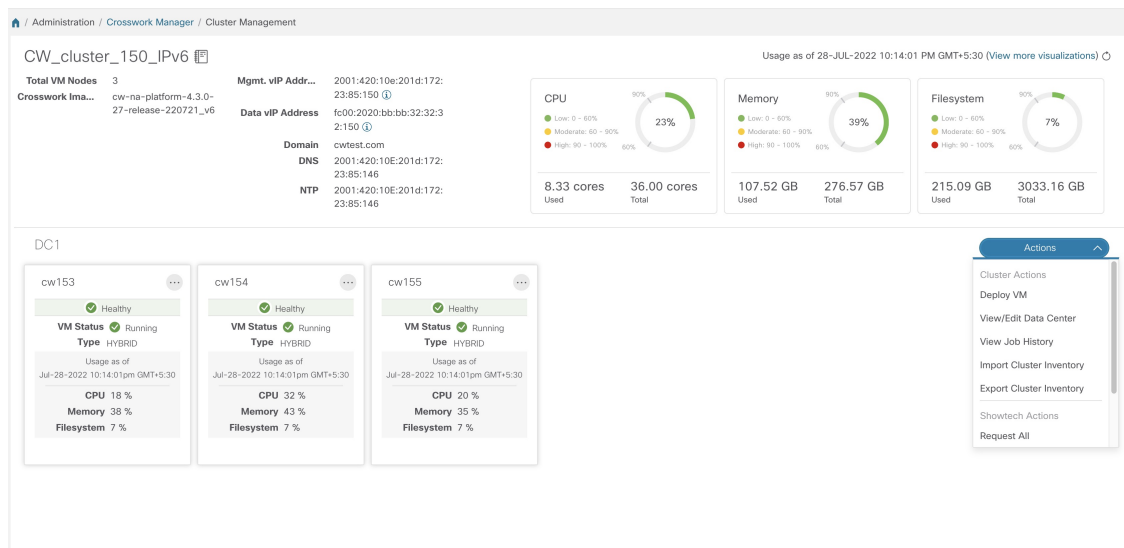 / Administration / Crosswork Manager / Cluster Management
CW_cluster_150_IPv6
Usage as of 28-JUL-2022 10:14:01 PM GMT+5:30 (View more visualizations)
Total VM Nodes 3
Crosswork Ima... cw-na-platform-4.3.0-
27-release-220721_v6
Mgmt. vIP Addr... 2001:420:10e:201d:172:
23:85:150
Data vIP Address fc00:2020:bb:bb:32:32:3
2:150
Domain cwtest.com
DNS 2001:420:10E:201d:172:
23:85:146
NTP 2001:420:10E:201d:172:
23:85:146
CPU
Low: 0 - 60%
Moderate: 60 - 90%
High: 90 - 100%
90%
60%
23%
8.33 cores 36.00 cores
Used Total
Memory
Low: 0 - 60%
Moderate: 60 - 90%
High: 90 - 100%
90%
60%
39%
107.52 GB 276.57 GB
Used Total
Filesystem
Low: 0 - 60%
Moderate: 60 - 90%
High: 90 - 100%
90%
60%
7%
215.09 GB 3033.16 GB
Used Total
DC1
cw153
Healthy
VM Status Running
Type HYBRID
Usage as of
Jul-28-2022 10:14:01pm GMT+5:30
CPU 18 %
Memory 38 %
Filesystem 7 %
cw154
Healthy
VM Status Running
Type HYBRID
Usage as of
Jul-28-2022 10:14:01pm GMT+5:30
CPU 32 %
Memory 43 %
Filesystem 7 %
cw155
Healthy
VM Status Running
Type HYBRID
Usage as of
Jul-28-2022 10:14:01pm GMT+5:30
CPU 20 %
Memory 35 %
Filesystem 7 %
Actions
Cluster Actions
Deploy VM
View/Edit Data Center
View Job History
Import Cluster Inventory
Export Cluster Inventory
Showtech Actions
Request All